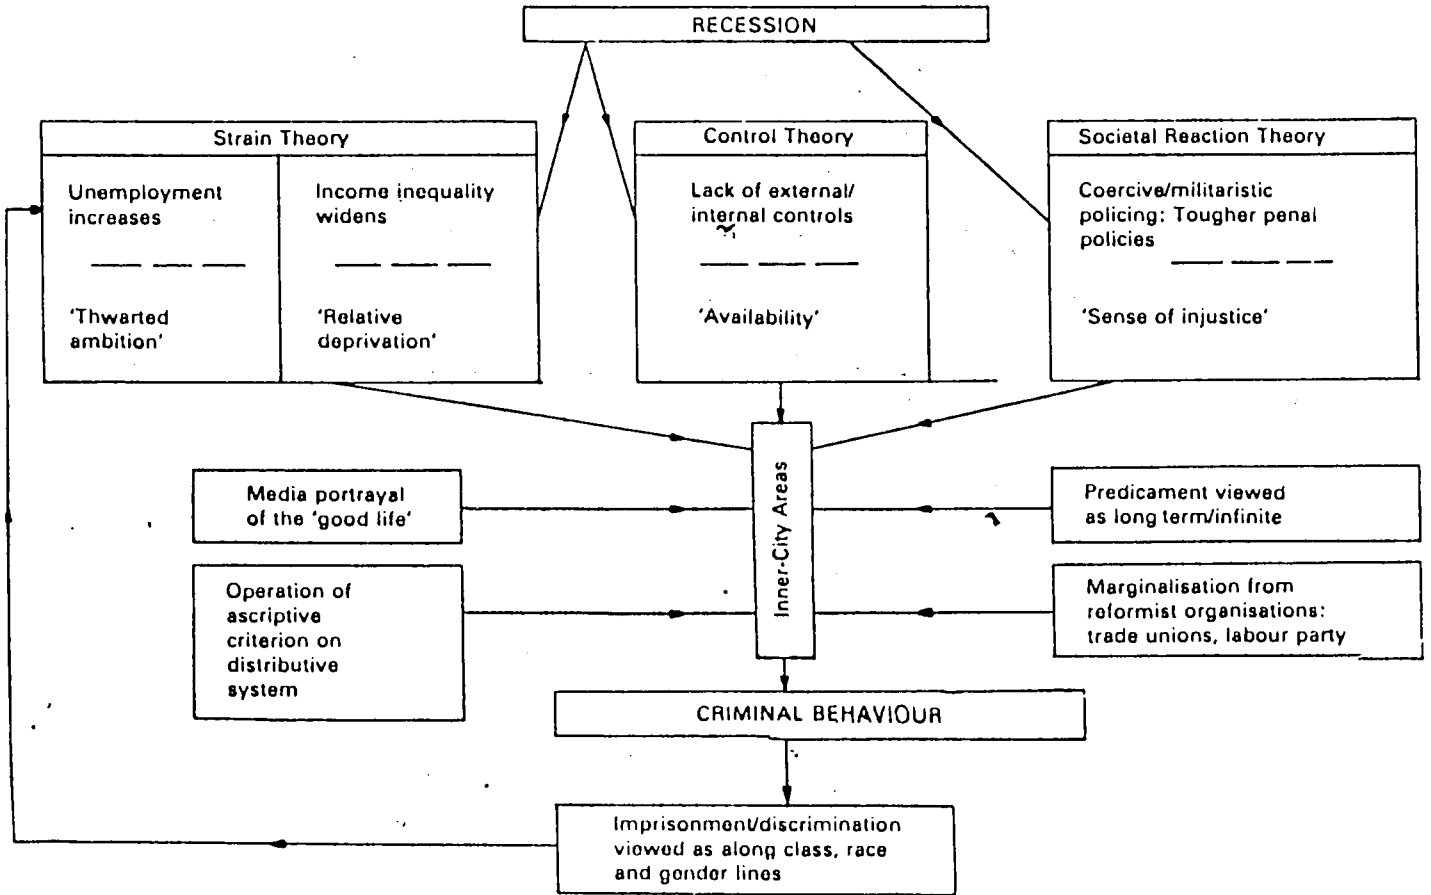 RECESSION
Strain Theory
Unemployment
increases
'Thwarted
ambition'
Income inequality
widens
'Relative
deprivation'
Control Theory
Lack of external/
internal controls
'Availability'
Societal Reaction Theory
Coercive/militaristic
policing: Tougher penal
policies
'Sense of injustice'
Media portrayal
of the 'good life'
Operation of
ascriptive
criterion on
distributive
system
Inner-City Areas
Predicament viewed
as long term/infinite
Marginalisation from
reformist organisations:
trade unions, labour party
CRIMINAL BEHAVIOUR
Imprisonment/discrimination
viewed as along class, race
and gender lines